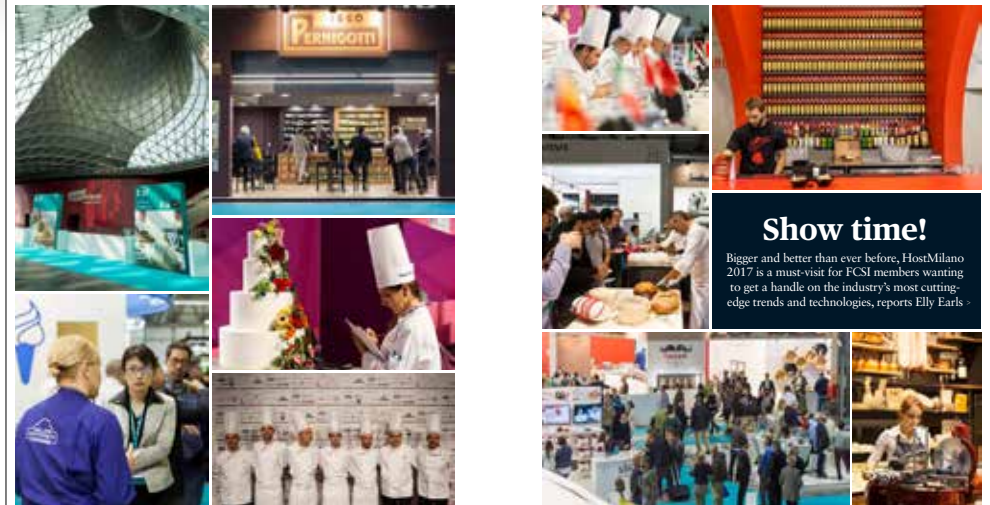 PERNIGOTTI
Show time!
Bigger and better than ever before, HostMilano
2017 is a must-visit for FCSI members wanting
to get a handle on the industry's most cutting-
edge trends and technologies, reports Elly Earls >